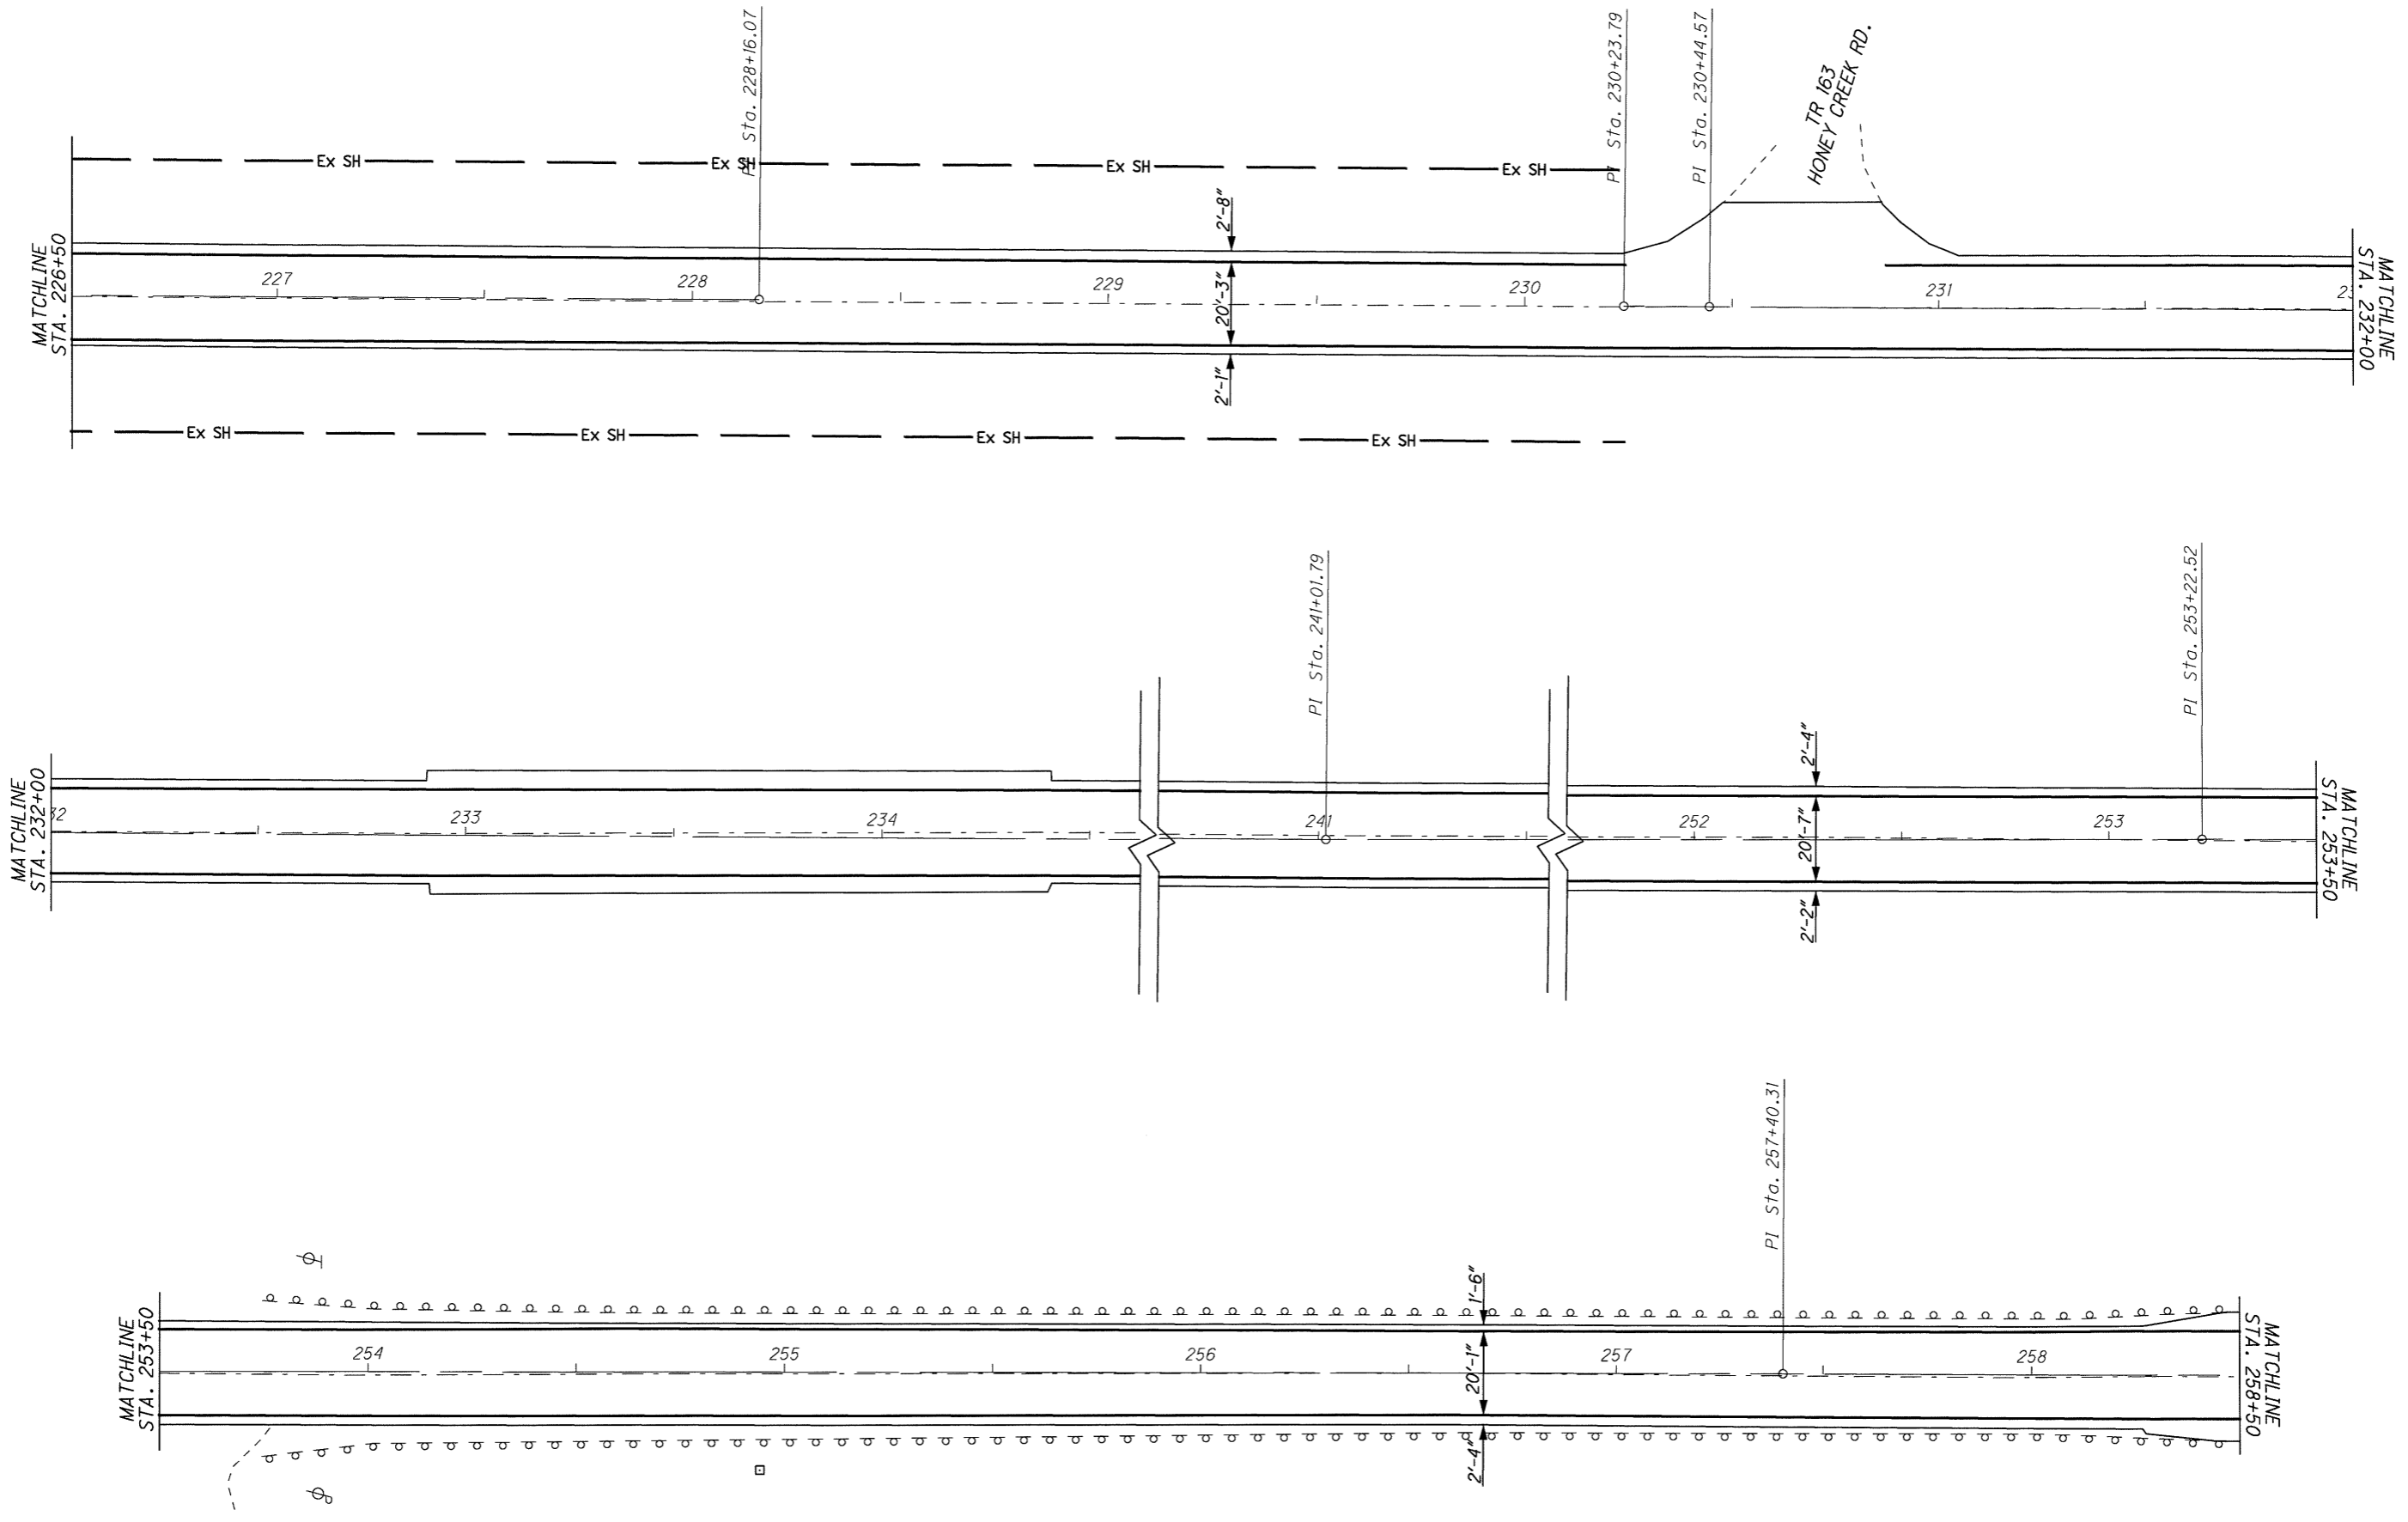 PI Sta. 228+16.07
PI Sta. 230+23.79
PI Sta. 230+44.57
TR 163
HONEY CREEK RD.
Ex SH
Ex SH
Ex SH
Ex SH
2'-8"
MATCHLINE
STA. 226+50
227
228
229
230
231
23
20'-3"
MATCHLINE
STA. 232+00
2'-1"
Ex SH
Ex SH
Ex SH
Ex SH
PI Sta. 241+01.79
PI Sta. 253+22.52
2'-4"
MATCHLINE
STA. 232+00
32
233
234
241
252
253
20'-7"
MATCHLINE
STA. 253+50
2'-2"
PI Sta. 257+40.31
1'-6"
MATCHLINE
STA. 253+50
254
255
256
257
258
20'-1"
MATCHLINE
STA. 258+50
2'-4"